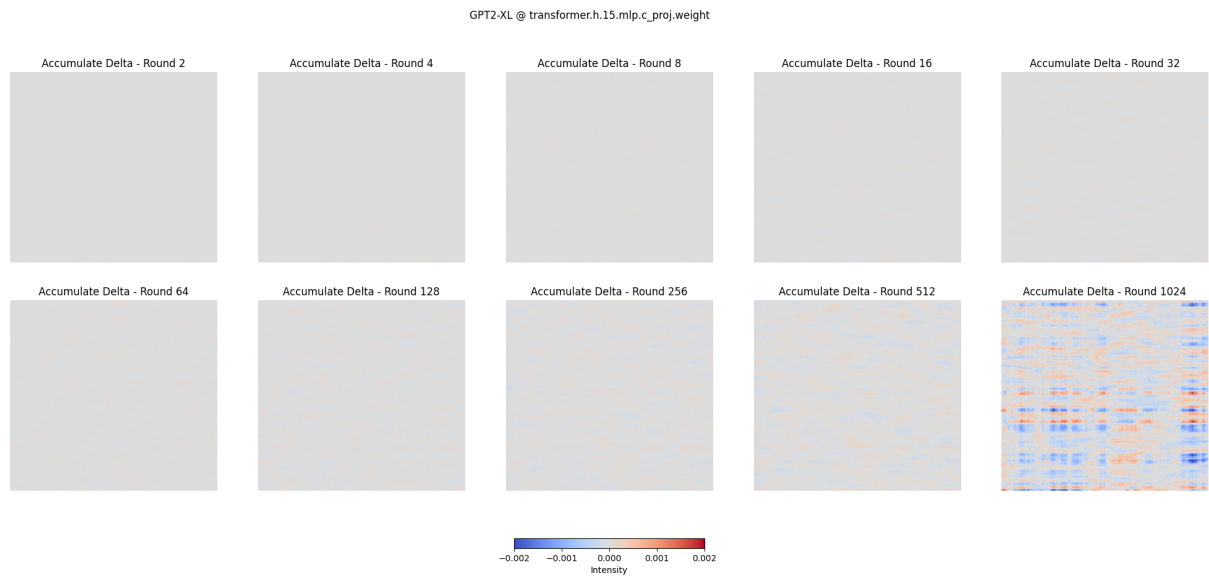 GPT2-XL @ transformer.h.15.mlp.c_proj.weight
Accumulate Delta - Round 2
Accumulate Delta - Round 4
Accumulate Delta - Round 8
Accumulate Delta - Round 16
Accumulate Delta - Round 32
Accumulate Delta - Round 64
Accumulate Delta - Round 128
Accumulate Delta - Round 256
Accumulate Delta - Round 512
Accumulate Delta - Round 1024
−0.002 −0.001 0.000 0.001 0.002
Intensity